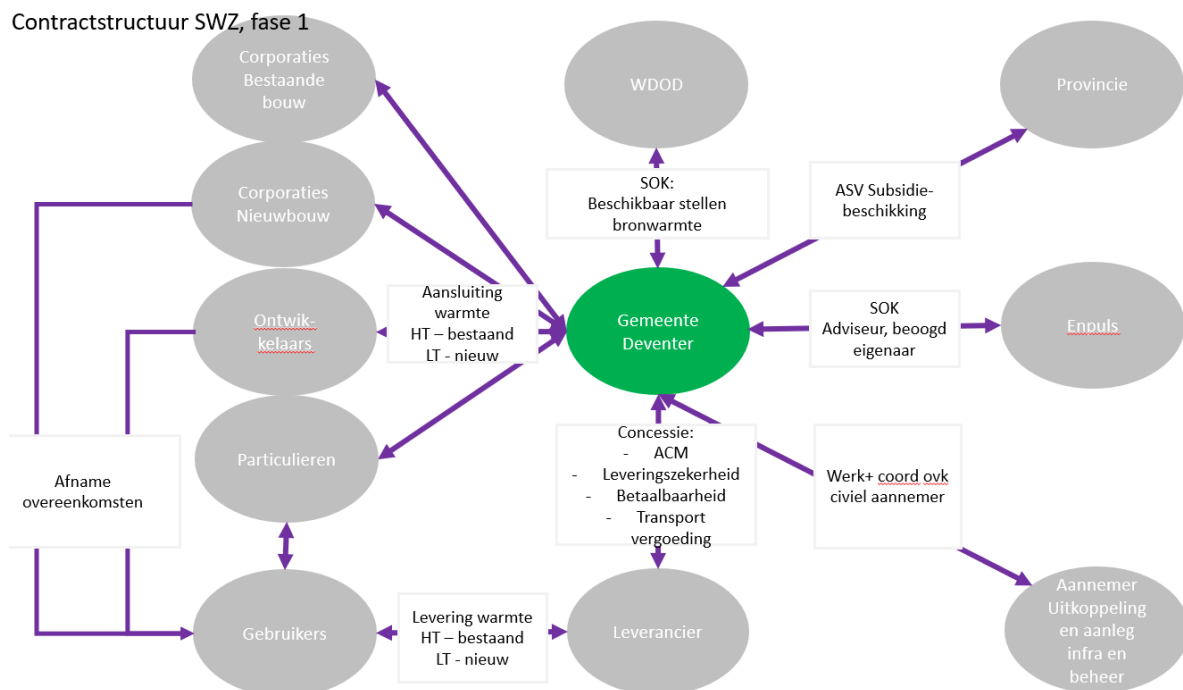 Contractstructuur SWZ, fase 1
Corporaties
Bestaande
bouw
WDOD
Provincie
SOK:
Beschikbaar stellen
bronwarmte
ASV Subsidie-
beschikking
Corporaties
Nieuwbouw
Aansluiting
warmte
HT – bestaand
LT - nieuw
Ontwik-
kelaars
Gemeente
Deventer
SOK
Adviseur, beoogd
eigenaar
Enpuls
Particulieren
Concessie:
- ACM
- Leveringszekerheid
- Betaalbaarheid
- Transport
vergoeding
Werk+ coord ovk
civiel aannemer
Afname
overeenkomsten
Gebruikers
Levering warmte
HT – bestaand
LT - nieuw
Leverancier
Aannemer
Uitkoppeling
en aanleg
infra en
beheer